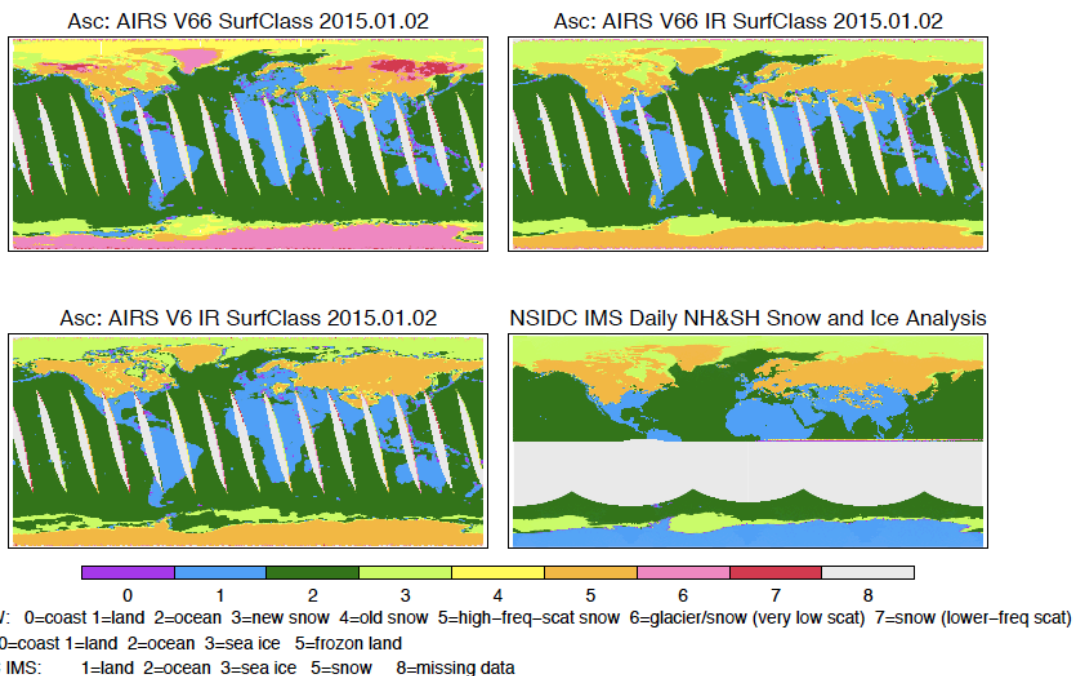 Asc: AIRS V66 SurfClass 2015.01.02
Asc: AIRS V66 IR SurfClass 2015.01.02
Asc: AIRS V6 IR SurfClass 2015.01.02
NSIDC IMS Daily NH&SH Snow and Ice Analysis
0 1 2 3 4 5 6 7 8
0=coast 1=land 2=ocean 3=new snow 4=old snow 5=high-freq-scat snow 6=glacier/snow (very low scat) 7=snow (lower-freq scat)
0=coast 1=land 2=ocean 3=sea ice 5=frozen land
IMS: 1=land 2=ocean 3=sea ice 5=snow 8=missing data